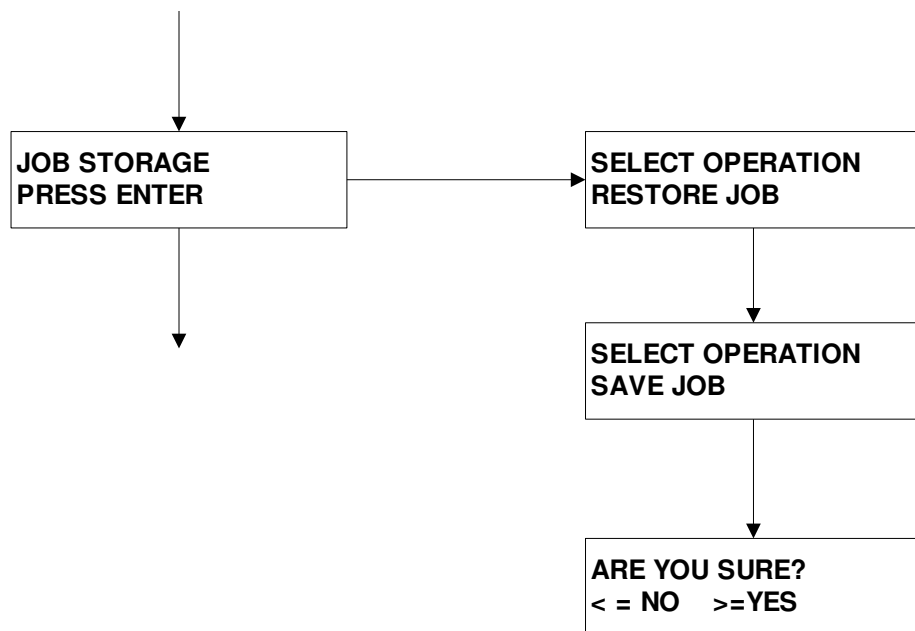 JOB STORAGE
PRESS ENTER
SELECT OPERATION
RESTORE JOB
SELECT OPERATION
SAVE JOB
ARE YOU SURE?
< = NO >=YES